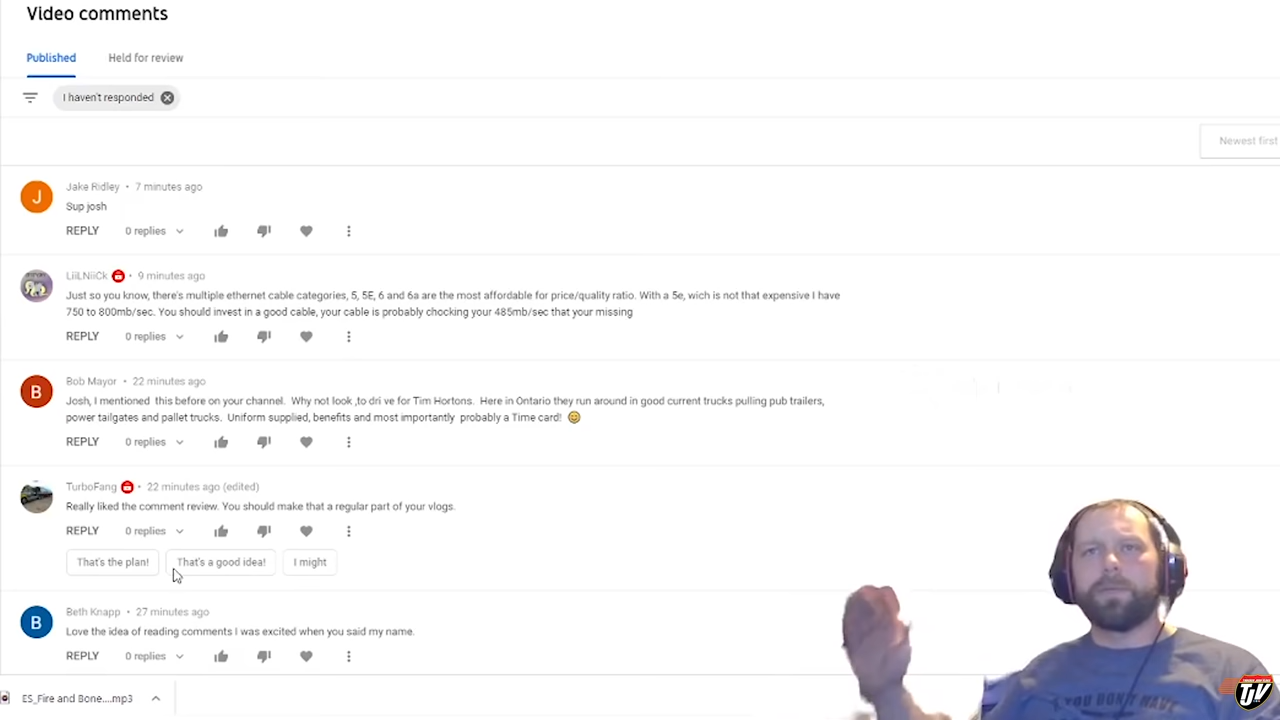 Video comments
Published
Held for review
I haven't responded
Newest first
Jake Ridley • 7 minutes ago
Sup josh
REPLY 0 replies
LiiLNiiCk • 9 minutes ago
Just so you know, there's multiple ethernet cable categories, 5, 5E, 6 and 6a are the most affordable for price/quality ratio. With a 5e, wich is not that expensive I have
750 to 800mb/sec. You should invest in a good cable, your cable is probably chocking your 485mb/sec that your missing
REPLY 0 replies
Bob Mayor • 22 minutes ago
Josh, I mentioned this before on your channel. Why not look ,to dri ve for Tim Hortons. Here in Ontario they run around in good current trucks pulling pub trailers,
power tailgates and pallet trucks. Uniform supplied, benefits and most importantly probably a Time card! 😊
REPLY 0 replies
TurboFang • 22 minutes ago (edited)
Really liked the comment review. You should make that a regular part of your vlogs.
REPLY 0 replies
That's the plan! That's a good idea! I might
Beth Knapp • 27 minutes ago
Love the idea of reading comments I was excited when you said my name.
REPLY 0 replies
ES_Fire and Bone....mp3
YOU DON'T HAVE
TJV